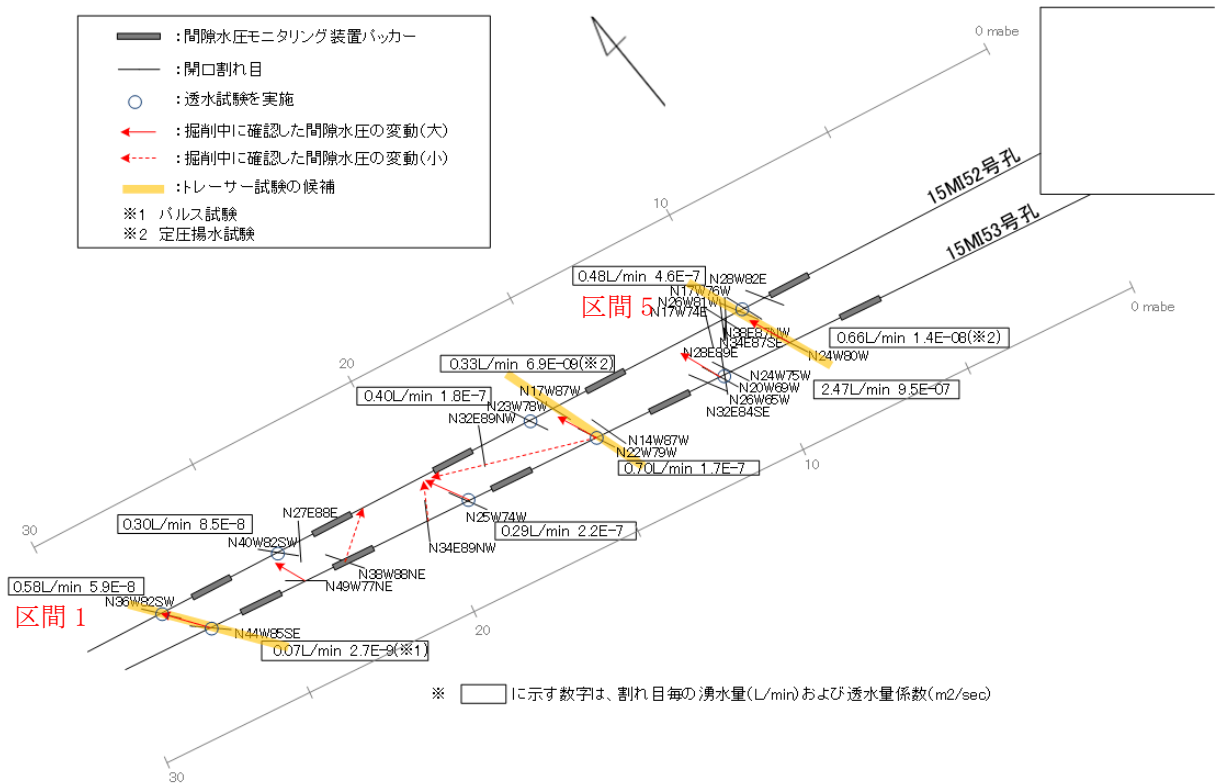 ：間隙水圧モニタリング装置パッカー
：開口割れ目
：透水試験を実施
：掘削中に確認した間隙水圧の変動(大)
：掘削中に確認した間隙水圧の変動(小)
：トレーサー試験の候補
※1 パルス試験
※2 定圧揚水試験
0 mabe
15MI52号孔
15MI53号孔
0 mabe
10
0.48L/min 4.6E-7
N28W82E
N17W76W
N26W81W
N17W74E
区間 5
N38E87NW
N34E87SE
0.66L/min 1.4E-08(※2)
N28E89E
N24W80W
0.33L/min 6.9E-09(※2)
20
N24W75W
N20W69W
2.47L/min 9.5E-07
0.40L/min 1.8E-7
N17W87W
N26W65W
N23W78W
N32E84SE
N32E89NW
N14W87W
N22W79W
0.70L/min 1.7E-7
10
N27E88E
N25W74W
0.30L/min 8.5E-8
0.29L/min 2.2E-7
30
N40W82SW
N34E89NW
N38W88NE
0.58L/min 5.9E-8
N49W77NE
N36W82SW
区間 1
N44W85SE
20
0.07L/min 2.7E-9(※1)
※ に示す数字は、割れ目毎の湧水量(L/min)および透水量係数(m2/sec)
30